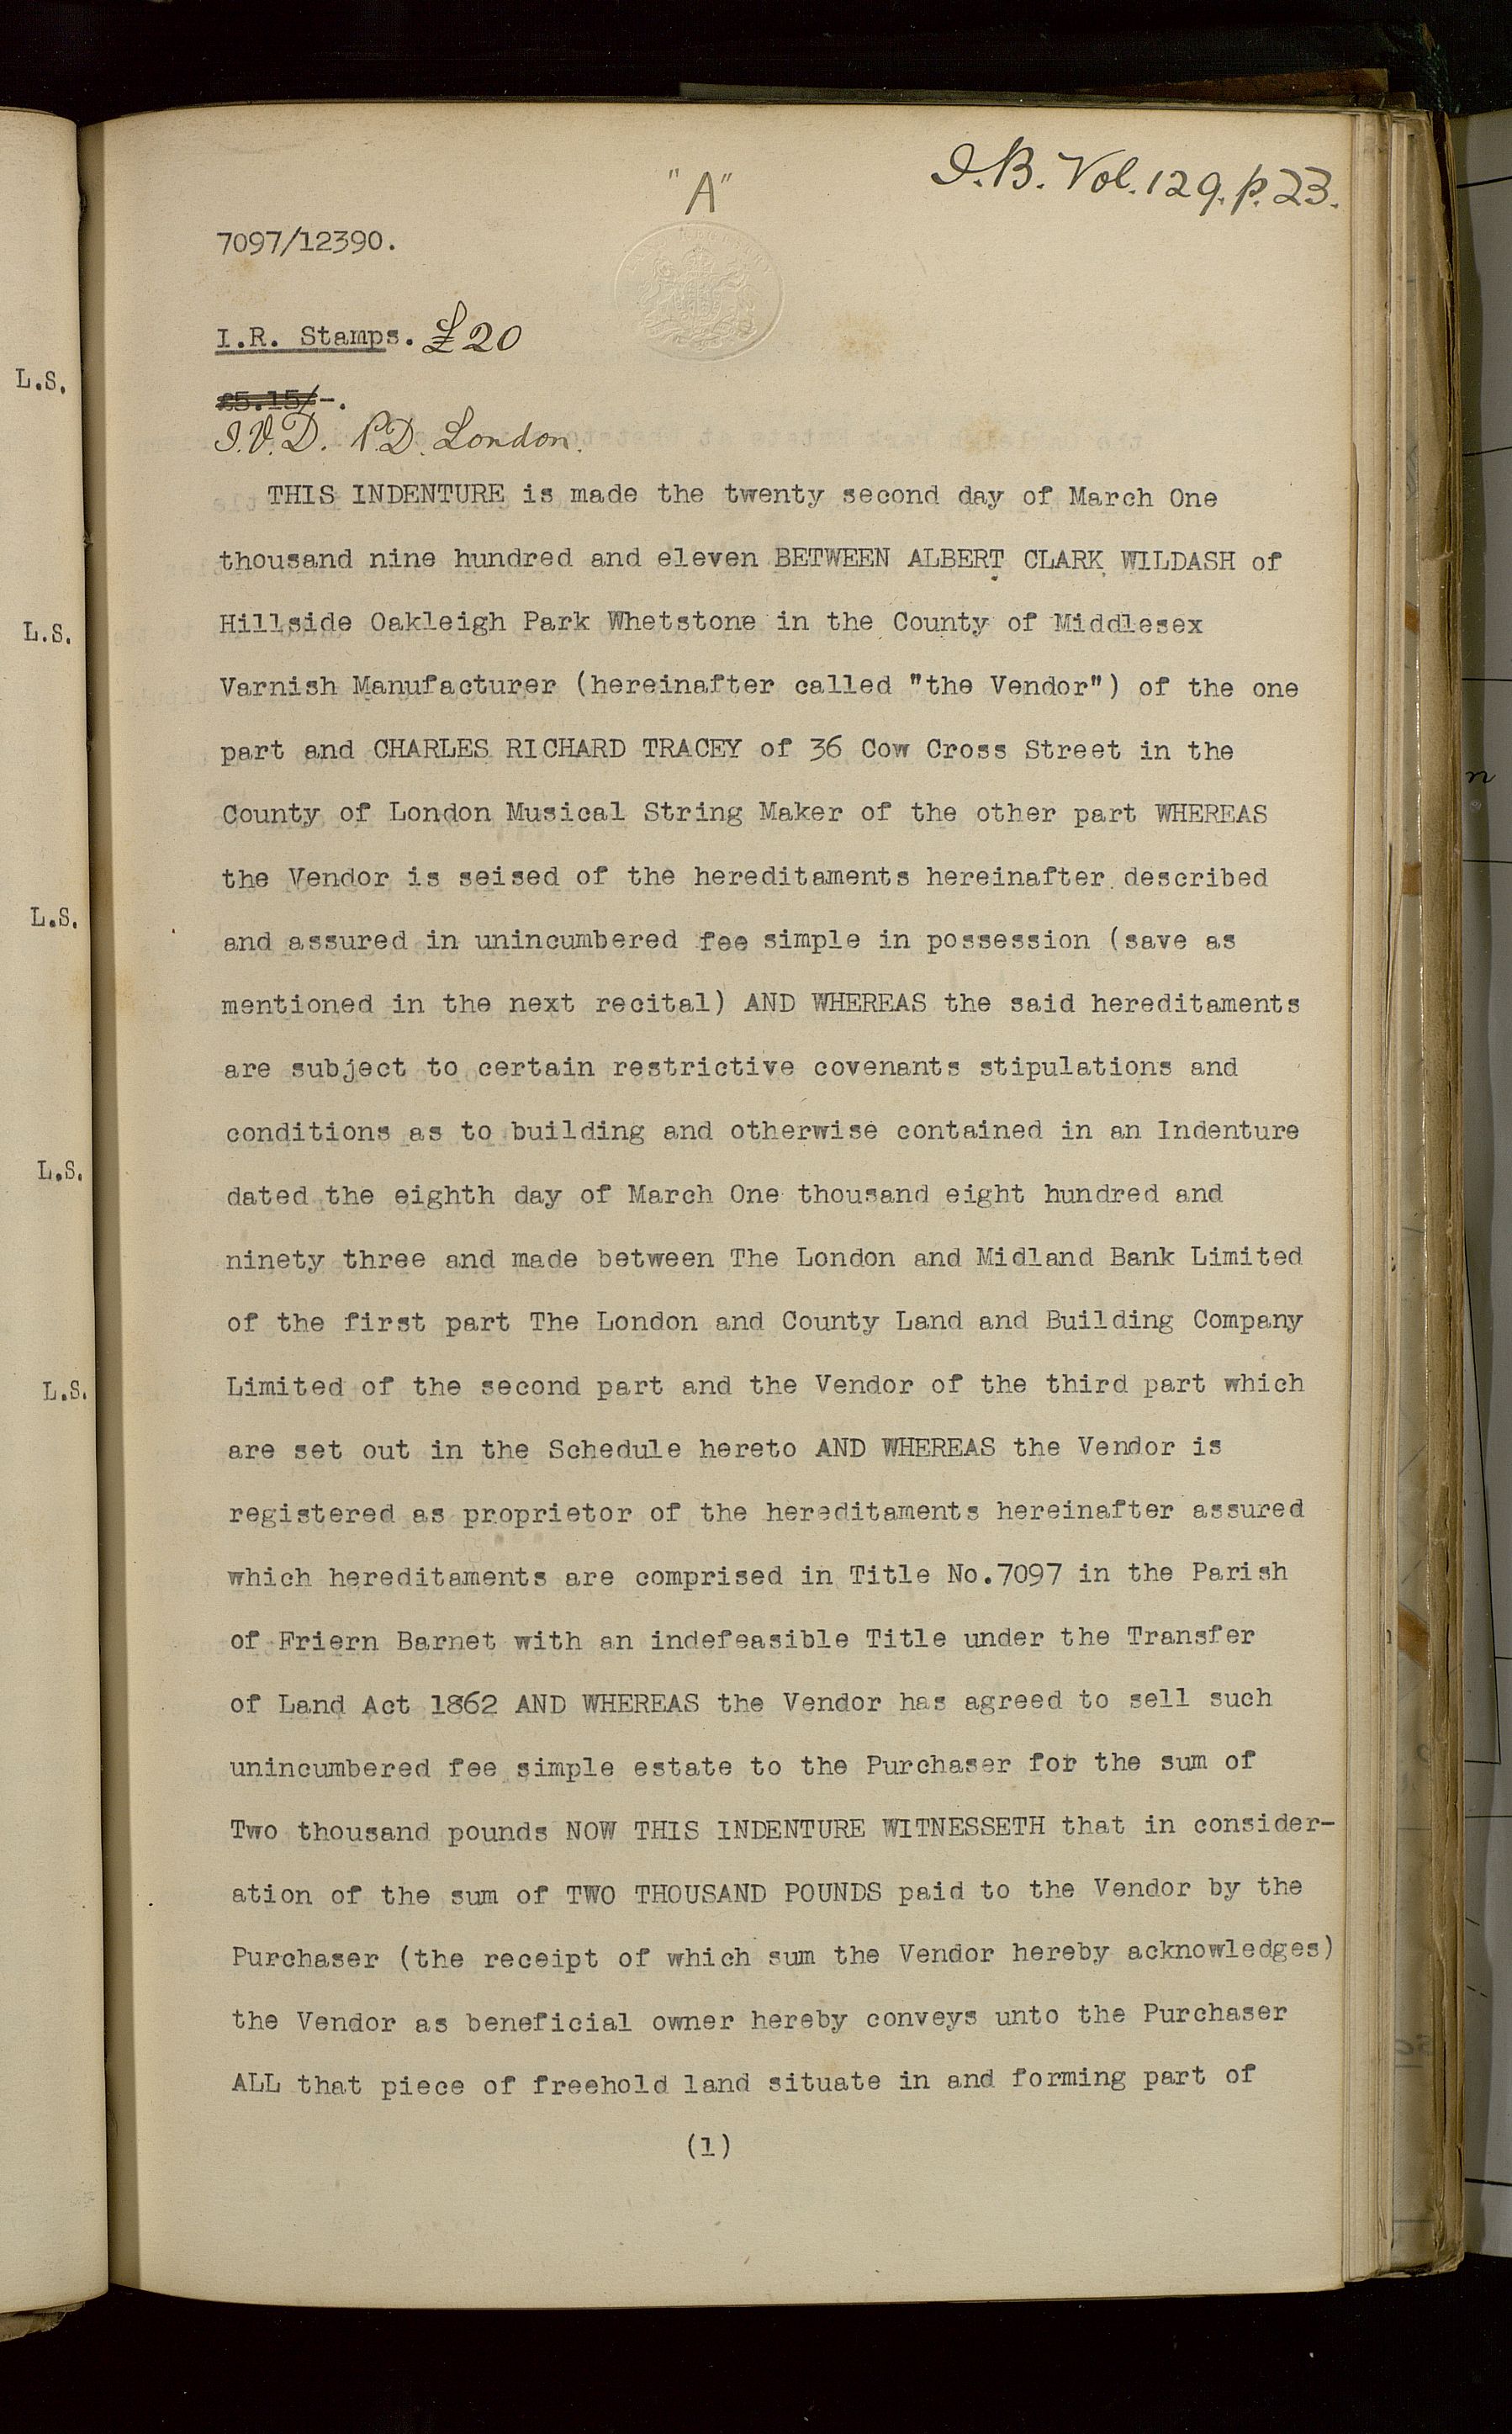 "A"
I.B. Vol. 129. p. 23.
7097/12390.
I.R. Stamps. £20
£5.15/-.
I.V.D. P.D. London.
THIS INDENTURE is made the twenty second day of March One
thousand nine hundred and eleven BETWEEN ALBERT CLARK WILDASH of
Hillside Oakleigh Park Whetstone in the County of Middlesex
Varnish Manufacturer (hereinafter called "the Vendor") of the one
part and CHARLES RICHARD TRACEY of 36 Cow Cross Street in the
County of London Musical String Maker of the other part WHEREAS
the Vendor is seised of the hereditaments hereinafter described
and assured in unincumbered fee simple in possession (save as
mentioned in the next recital) AND WHEREAS the said hereditaments
are subject to certain restrictive covenants stipulations and
conditions as to building and otherwise contained in an Indenture
dated the eighth day of March One thousand eight hundred and
ninety three and made between The London and Midland Bank Limited
of the first part The London and County Land and Building Company
Limited of the second part and the Vendor of the third part which
are set out in the Schedule hereto AND WHEREAS the Vendor is
registered as proprietor of the hereditaments hereinafter assured
which hereditaments are comprised in Title No.7097 in the Parish
of Friern Barnet with an indefeasible Title under the Transfer
of Land Act 1862 AND WHEREAS the Vendor has agreed to sell such
unincumbered fee simple estate to the Purchaser for the sum of
Two thousand pounds NOW THIS INDENTURE WITNESSETH that in consider-
ation of the sum of TWO THOUSAND POUNDS paid to the Vendor by the
Purchaser (the receipt of which sum the Vendor hereby acknowledges)
the Vendor as beneficial owner hereby conveys unto the Purchaser
ALL that piece of freehold land situate in and forming part of
(1)
L.S.
L.S.
L.S.
L.S.
L.S.